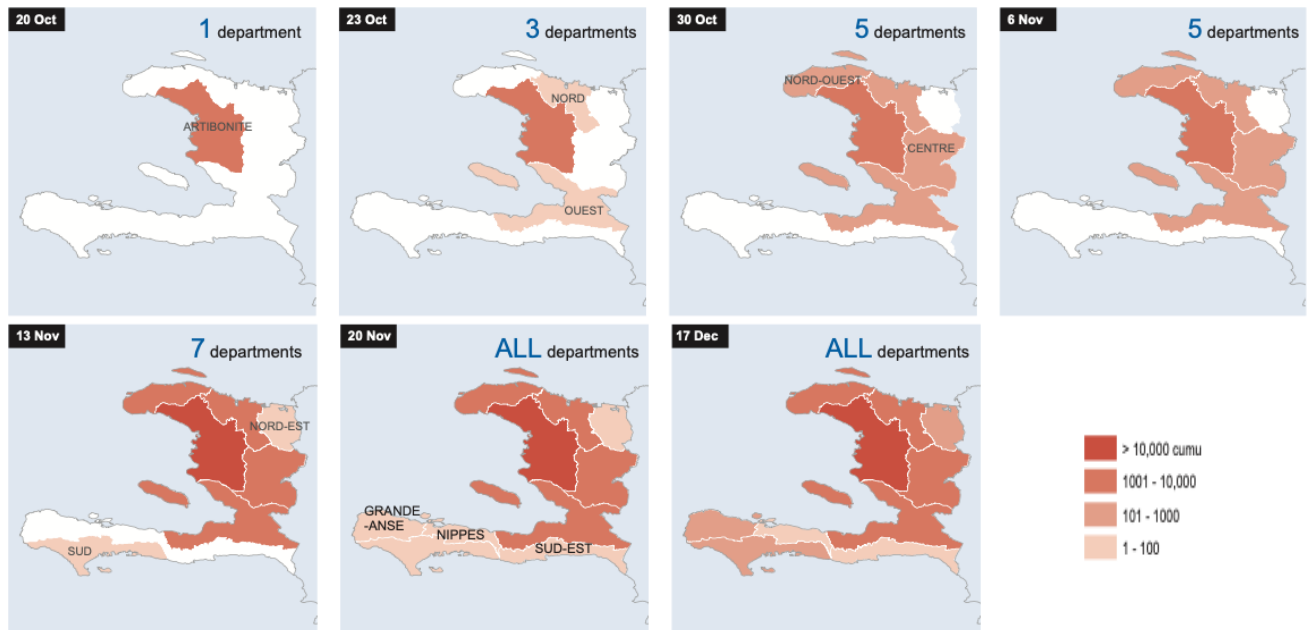 20 Oct
1 department
ARTIBONITE
23 Oct
3 departments
NORD
OUEST
30 Oct
5 departments
NORD-OUEST
CENTRE
6 Nov
5 departments
13 Nov
7 departments
NORD-EST
SUD
20 Nov
ALL departments
GRANDE
-ANSE
NIPPES
SUD-EST
17 Dec
ALL departments
> 10,000 cumu
1001 - 10,000
101 - 1000
1 - 100